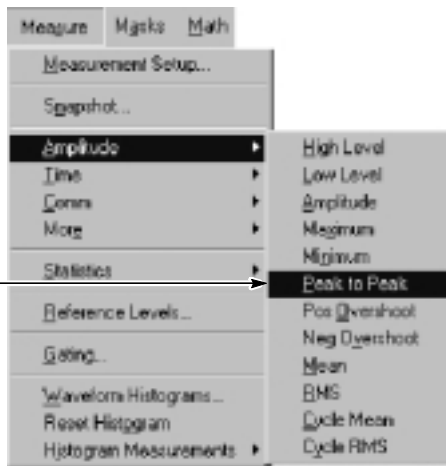 Measure Masks Math
Measurement Setup...
Snapshot...
Amplitude
Time
Comm
More
Statistics
Reference Levels...
Gating...
Waveform Histograms...
Reset Histogram
Histogram Measurements
High Level
Low Level
Amplitude
Maximum
Minimum
Peak to Peak
Pos Overshoot
Neg Overshoot
Mean
RMS
Cycle Mean
Cycle RMS